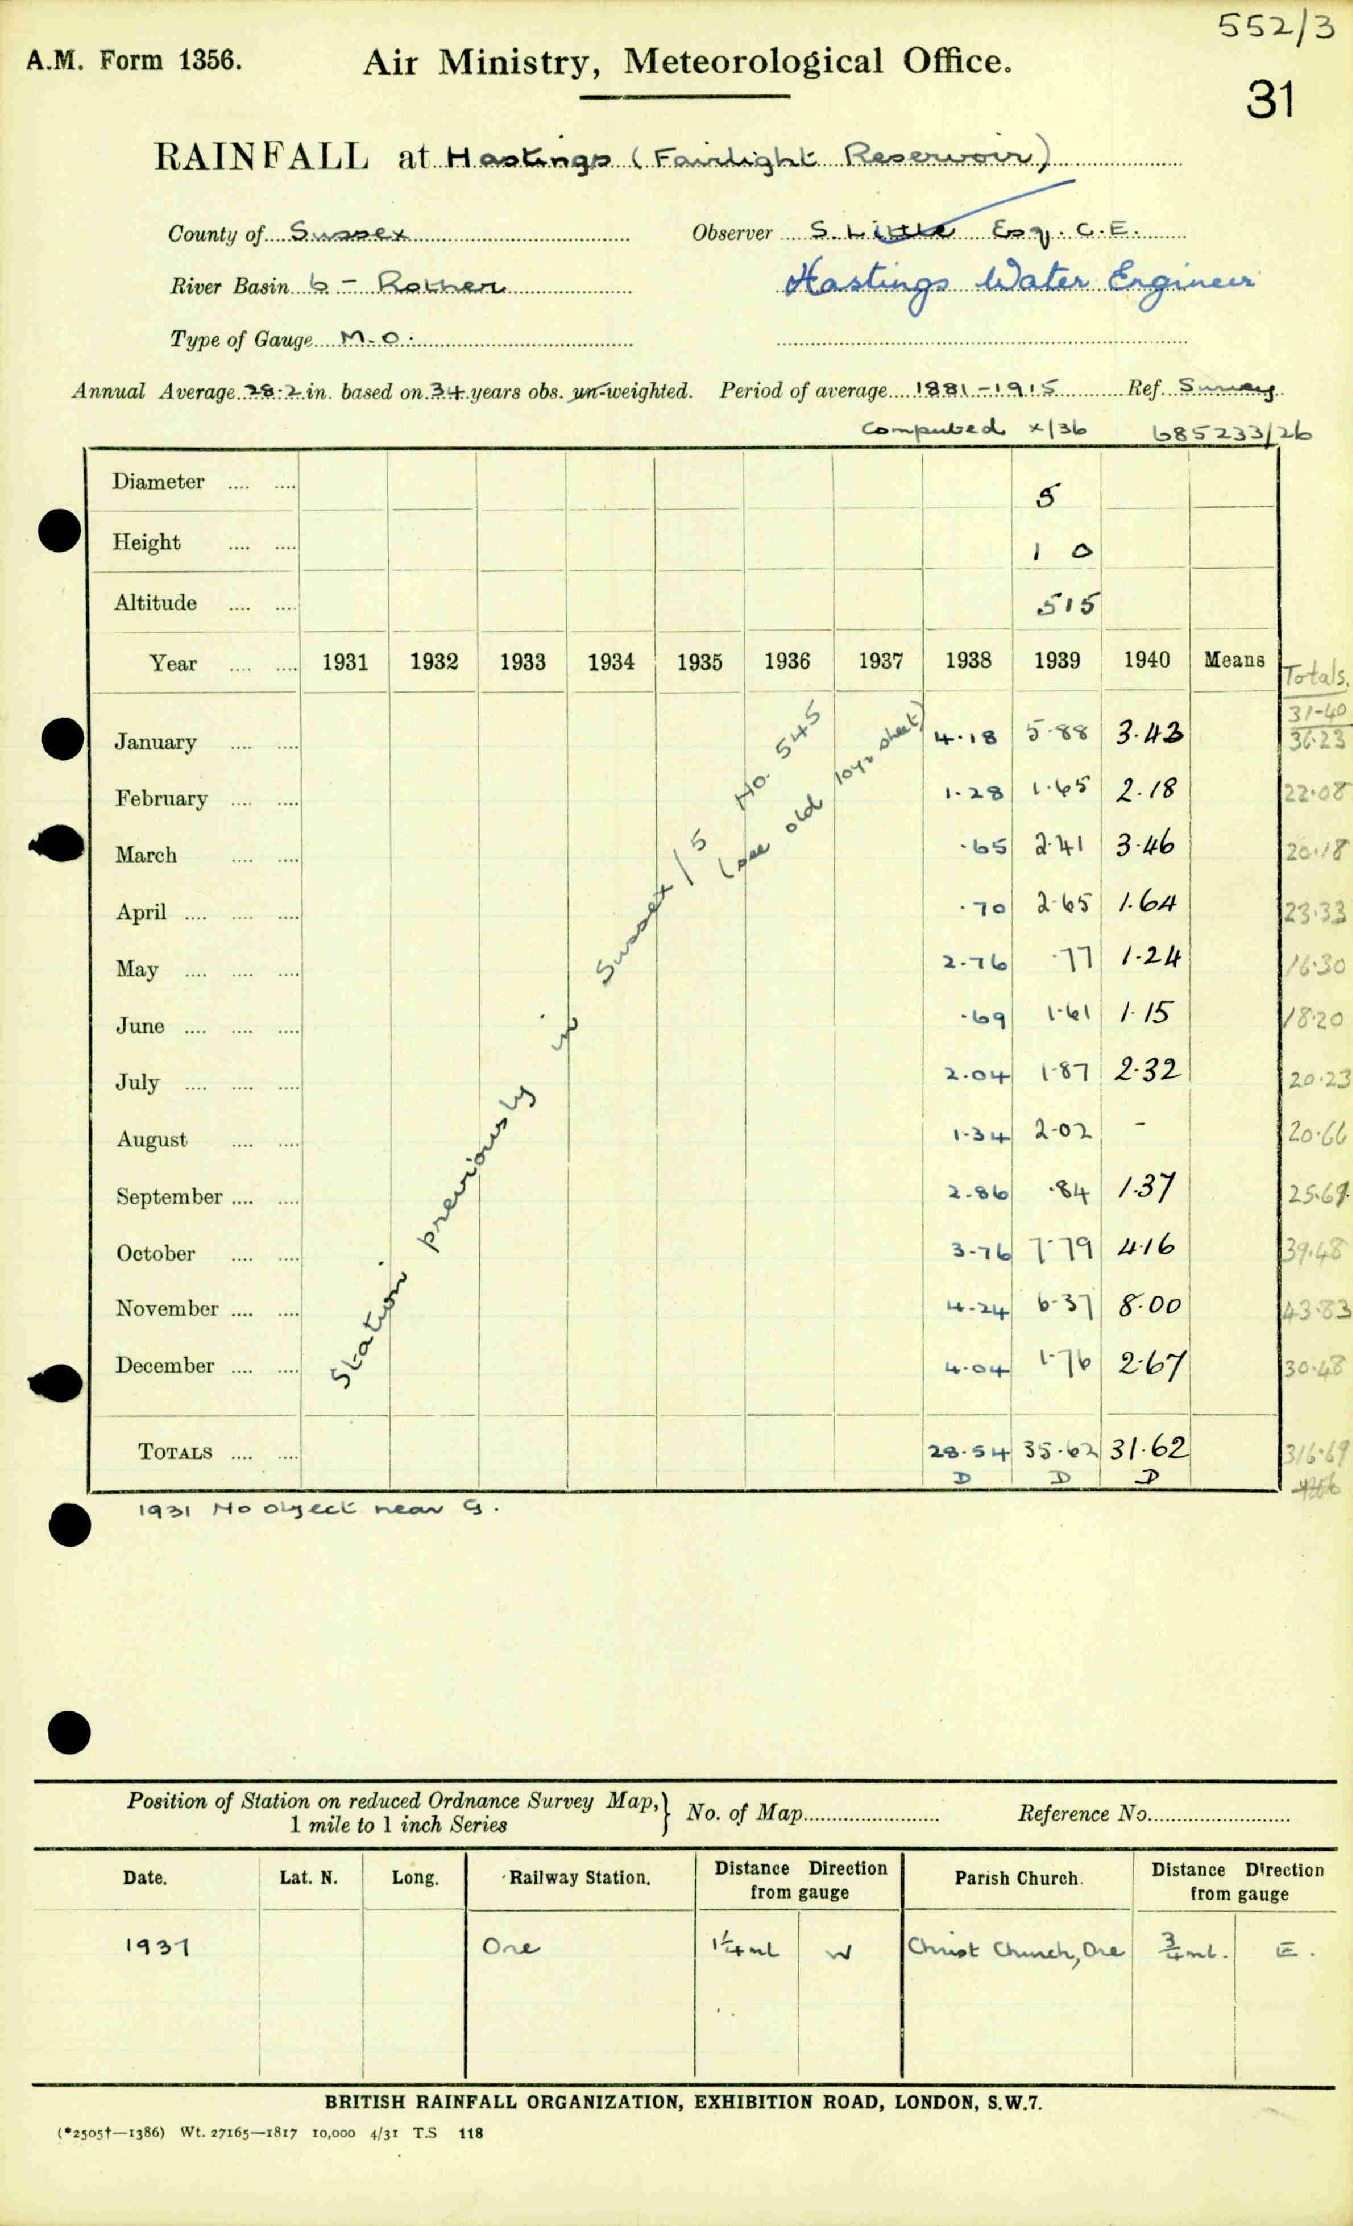 552/3
A.M. Form 1356.
Air Ministry, Meteorological Office.
31
RAINFALL at Hastings (Fairlight Reservoir)
County of Sussex Observer S. Little Esq. C.E.
River Basin 6 - Rother Hastings Water Engineer
Type of Gauge M.O.
Annual Average 28.2 in. based on 34 years obs. un-weighted. Period of average 1881-1915 Ref. Survey
Computed x/36 685233/26
Diameter 5
Height 1 0
Altitude 515
Year 1931 1932 1933 1934 1935 1936 1937 1938 1939 1940 Means Totals.
31-40
January 4.18 5.88 3.43 36.23
February 1.28 1.65 2.18 22.08
March .65 2.41 3.46 20.18
April .70 2.65 1.64 23.33
May 2.76 .77 1.24 16.30
June .69 1.61 1.15 18.20
July 2.04 1.87 2.32 20.23
August 1.34 2.02 - 20.66
September 2.86 .84 1.37 25.69
October 3.76 7.79 4.16 39.48
November 4.24 6.37 8.00 43.83
December 4.04 1.76 2.67 30.48
Station previously in Sussex/5 No. 545
(see old 10yr sheet)
TOTALS 28.54 35.62 31.62 316.69
D D D
1931 No object near G.
Position of Station on reduced Ordnance Survey Map, 1 mile to 1 inch Series } No. of Map Reference No.
Date. Lat. N. Long. Railway Station. Distance Direction from gauge Parish Church. Distance Direction from gauge
1937 Ore 1¼ ml W Christ Church, Ore ¾ ml. E.
BRITISH RAINFALL ORGANIZATION, EXHIBITION ROAD, LONDON, S.W.7.
(*2505†—1386) Wt. 27165—1817 10,000 4/31 T.S 118